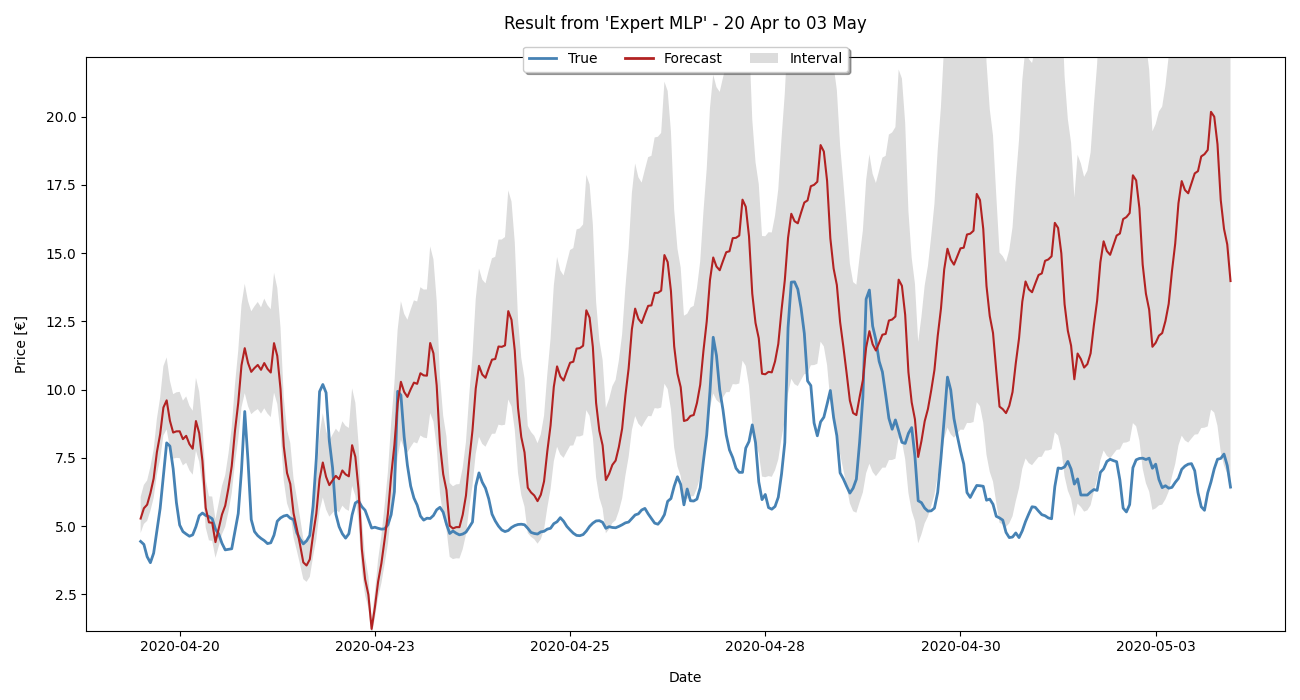 Result from 'Expert MLP' - 20 Apr to 03 May
True Forecast Interval
20.0
17.5
15.0
12.5
10.0
7.5
5.0
2.5
Price [€]
2020-04-20 2020-04-23 2020-04-25 2020-04-28 2020-04-30 2020-05-03
Date